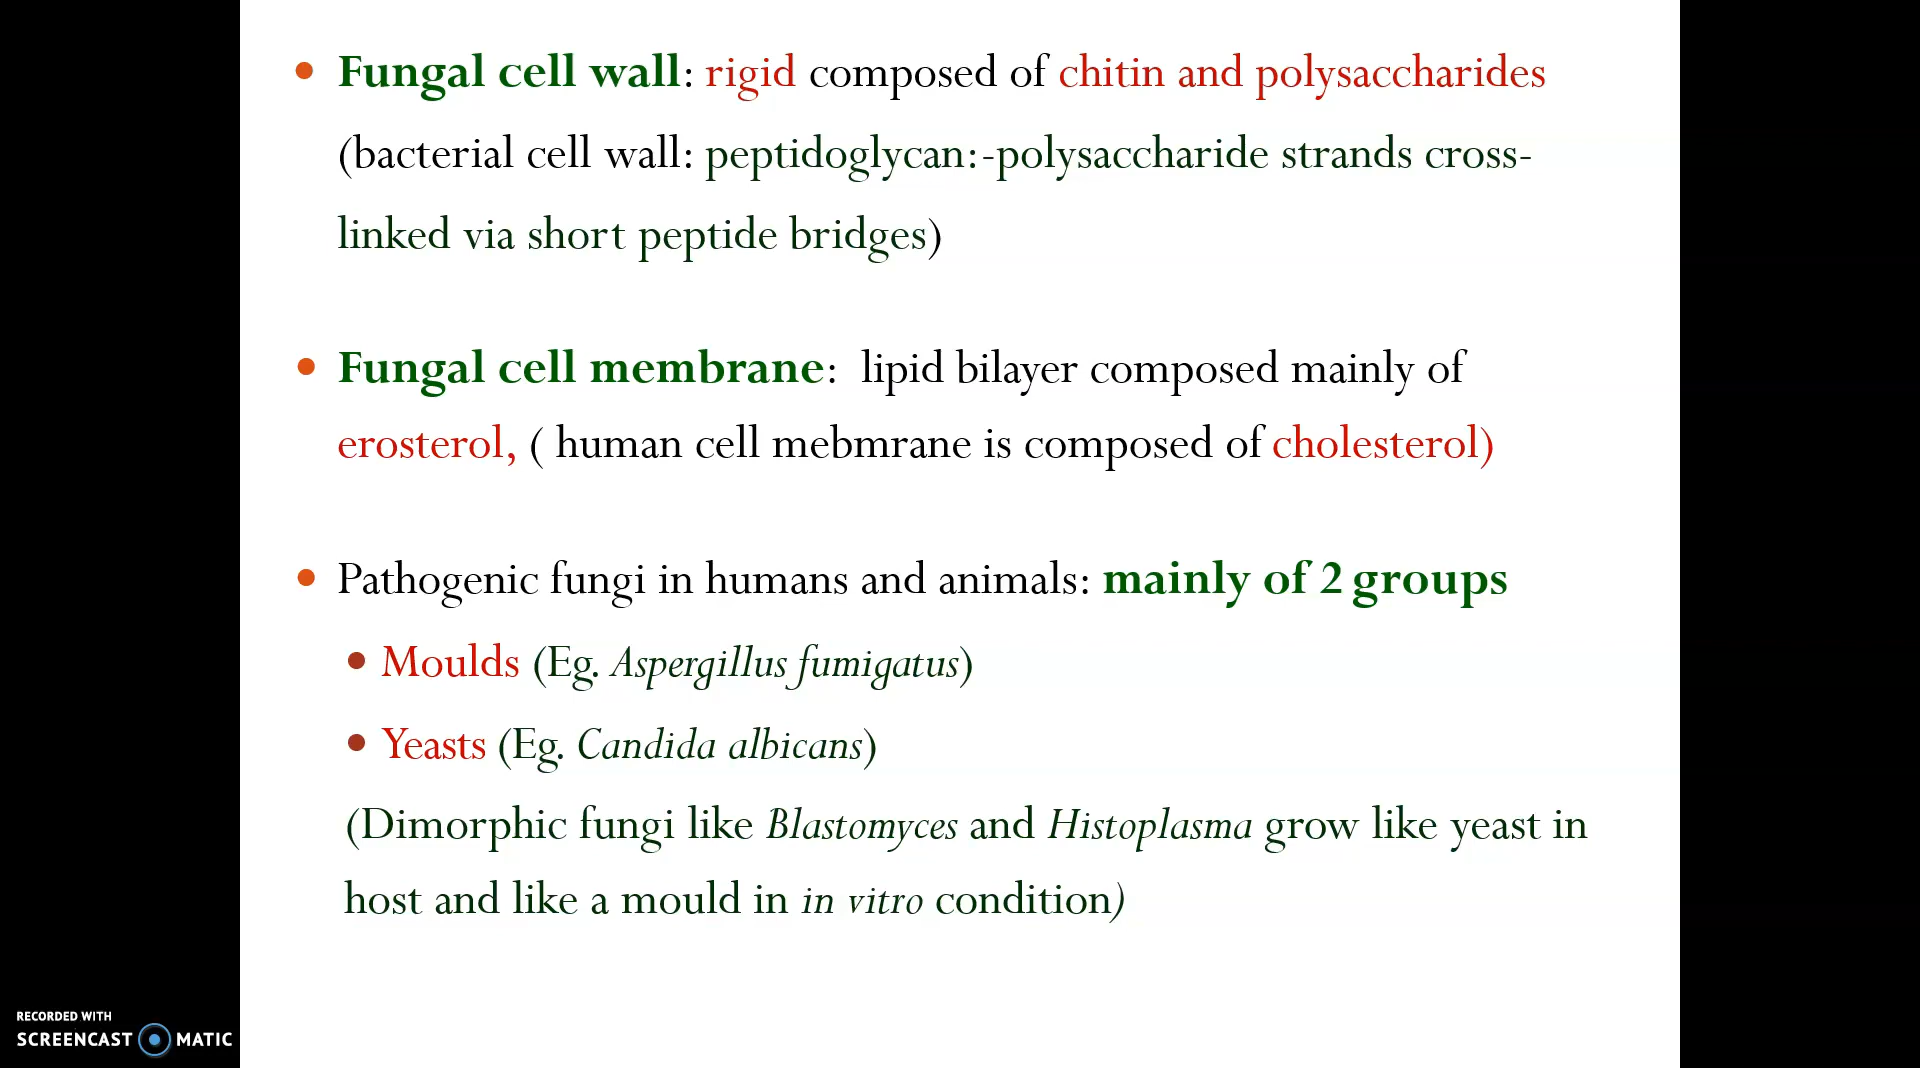 Fungal cell wall: rigid composed of chitin and polysaccharides
(bacterial cell wall: peptidoglycan:-polysaccharide strands cross-
linked via short peptide bridges)
Fungal cell membrane: lipid bilayer composed mainly of
erosterol, ( human cell mebmrane is composed of cholesterol)
Pathogenic fungi in humans and animals: mainly of 2 groups
Moulds (Eg. Aspergillus fumigatus)
Yeasts (Eg. Candida albicans)
(Dimorphic fungi like Blastomyces and Histoplasma grow like yeast in
host and like a mould in in vitro condition)
RECORDED WITH
SCREENCAST MATIC